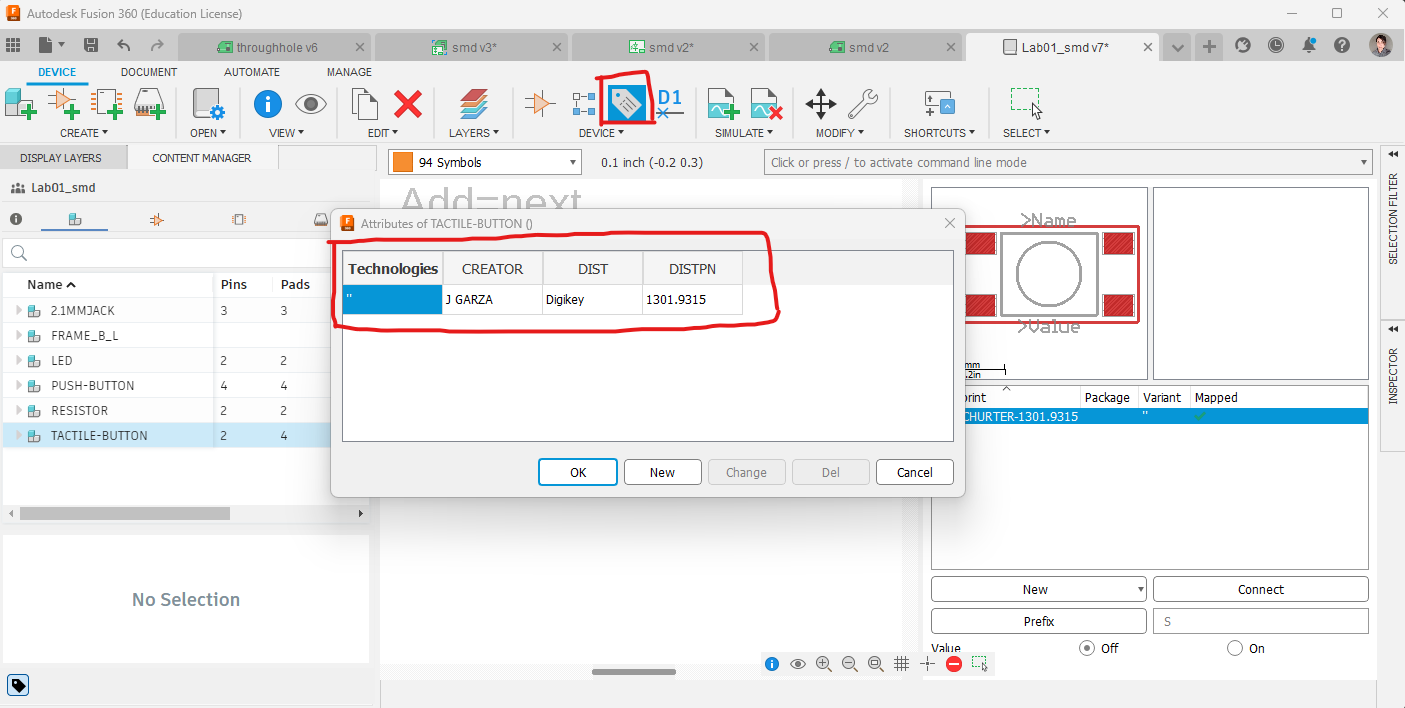 Autodesk Fusion 360 (Education License)
throughhole v6
smd v3*
smd v2*
smd v2
Lab01_smd v7*
DEVICE DOCUMENT AUTOMATE MANAGE
D1
CREATE OPEN VIEW EDIT LAYERS DEVICE SIMULATE MODIFY SHORTCUTS SELECT
DISPLAY LAYERS CONTENT MANAGER
94 Symbols
0.1 inch (-0.2 0.3)
Click or press / to activate command line mode
Lab01_smd
Name Pins Pads
2.1MMJACK 3 3
FRAME_B_L
LED 2 2
PUSH-BUTTON 4 4
RESISTOR 2 2
TACTILE-BUTTON 2 4
No Selection
Add=next
Attributes of TACTILE-BUTTON ()
Technologies CREATOR DIST DISTPN
'' J GARZA Digikey 1301.9315
OK New Change Del Cancel
>Name
>Value
mm
.2in
print Package Variant Mapped
CHURTER-1301.9315 ''
New Connect
Prefix S
Value Off On
SELECTION FILTER
INSPECTOR